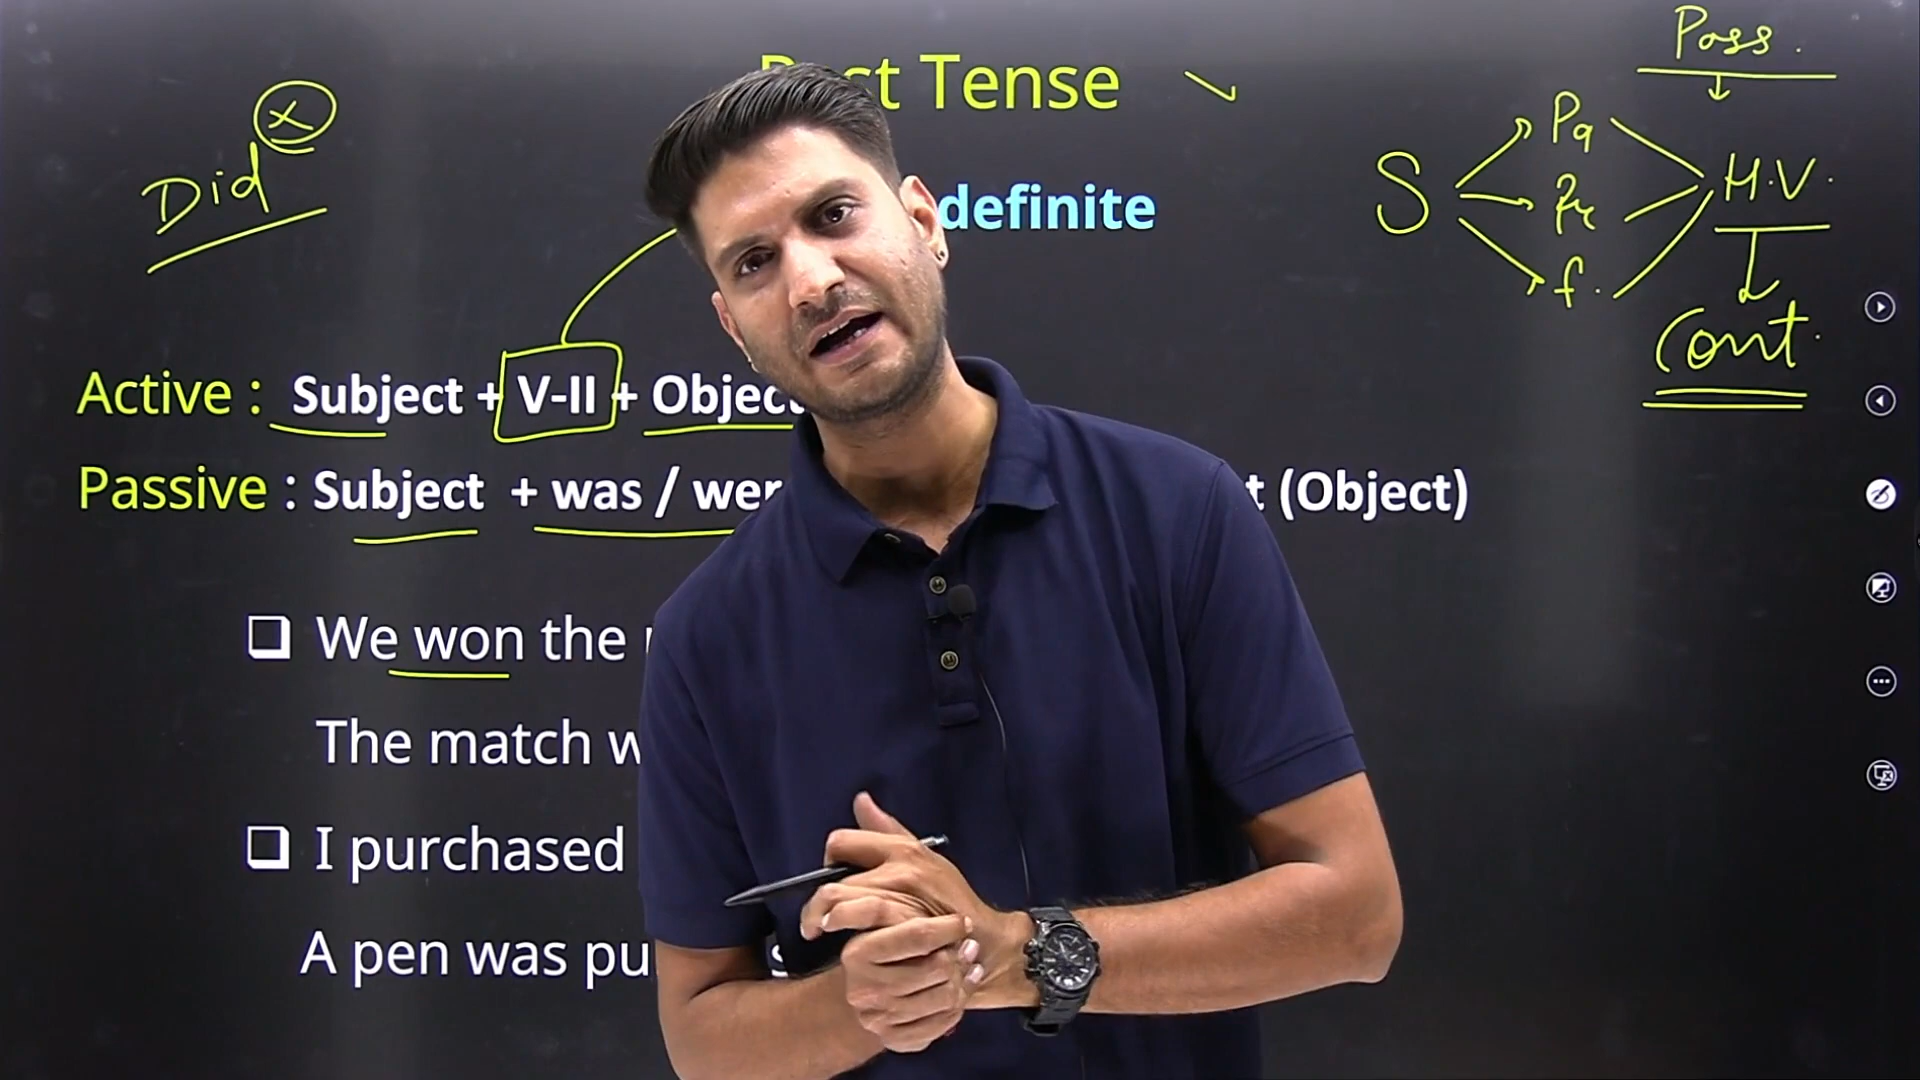 Poss.
Tense
Did x
S Pa
Pr
f.
H.V.
definite
Cont.
Active : Subject + V-II + Object
Passive : Subject + was / wer t (Object)
We won the
The match w
I purchased
A pen was pu